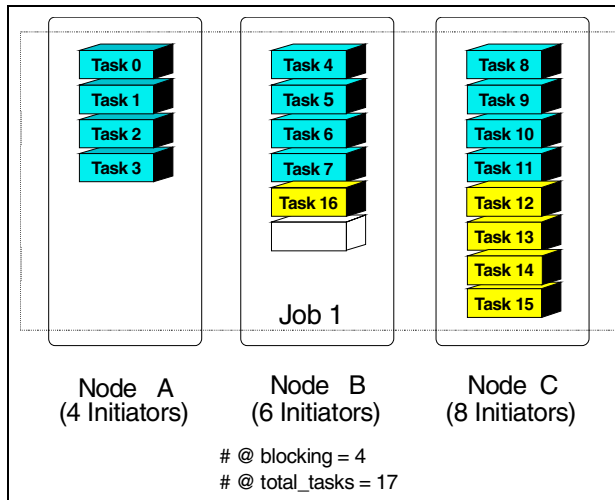 Task 0
Task 1
Task 2
Task 3
Task 4
Task 5
Task 6
Task 7
Task 16
Task 8
Task 9
Task 10
Task 11
Task 12
Task 13
Task 14
Task 15
Job 1
Node A
(4 Initiators)
Node B
(6 Initiators)
Node C
(8 Initiators)
# @ blocking = 4
# @ total_tasks = 17